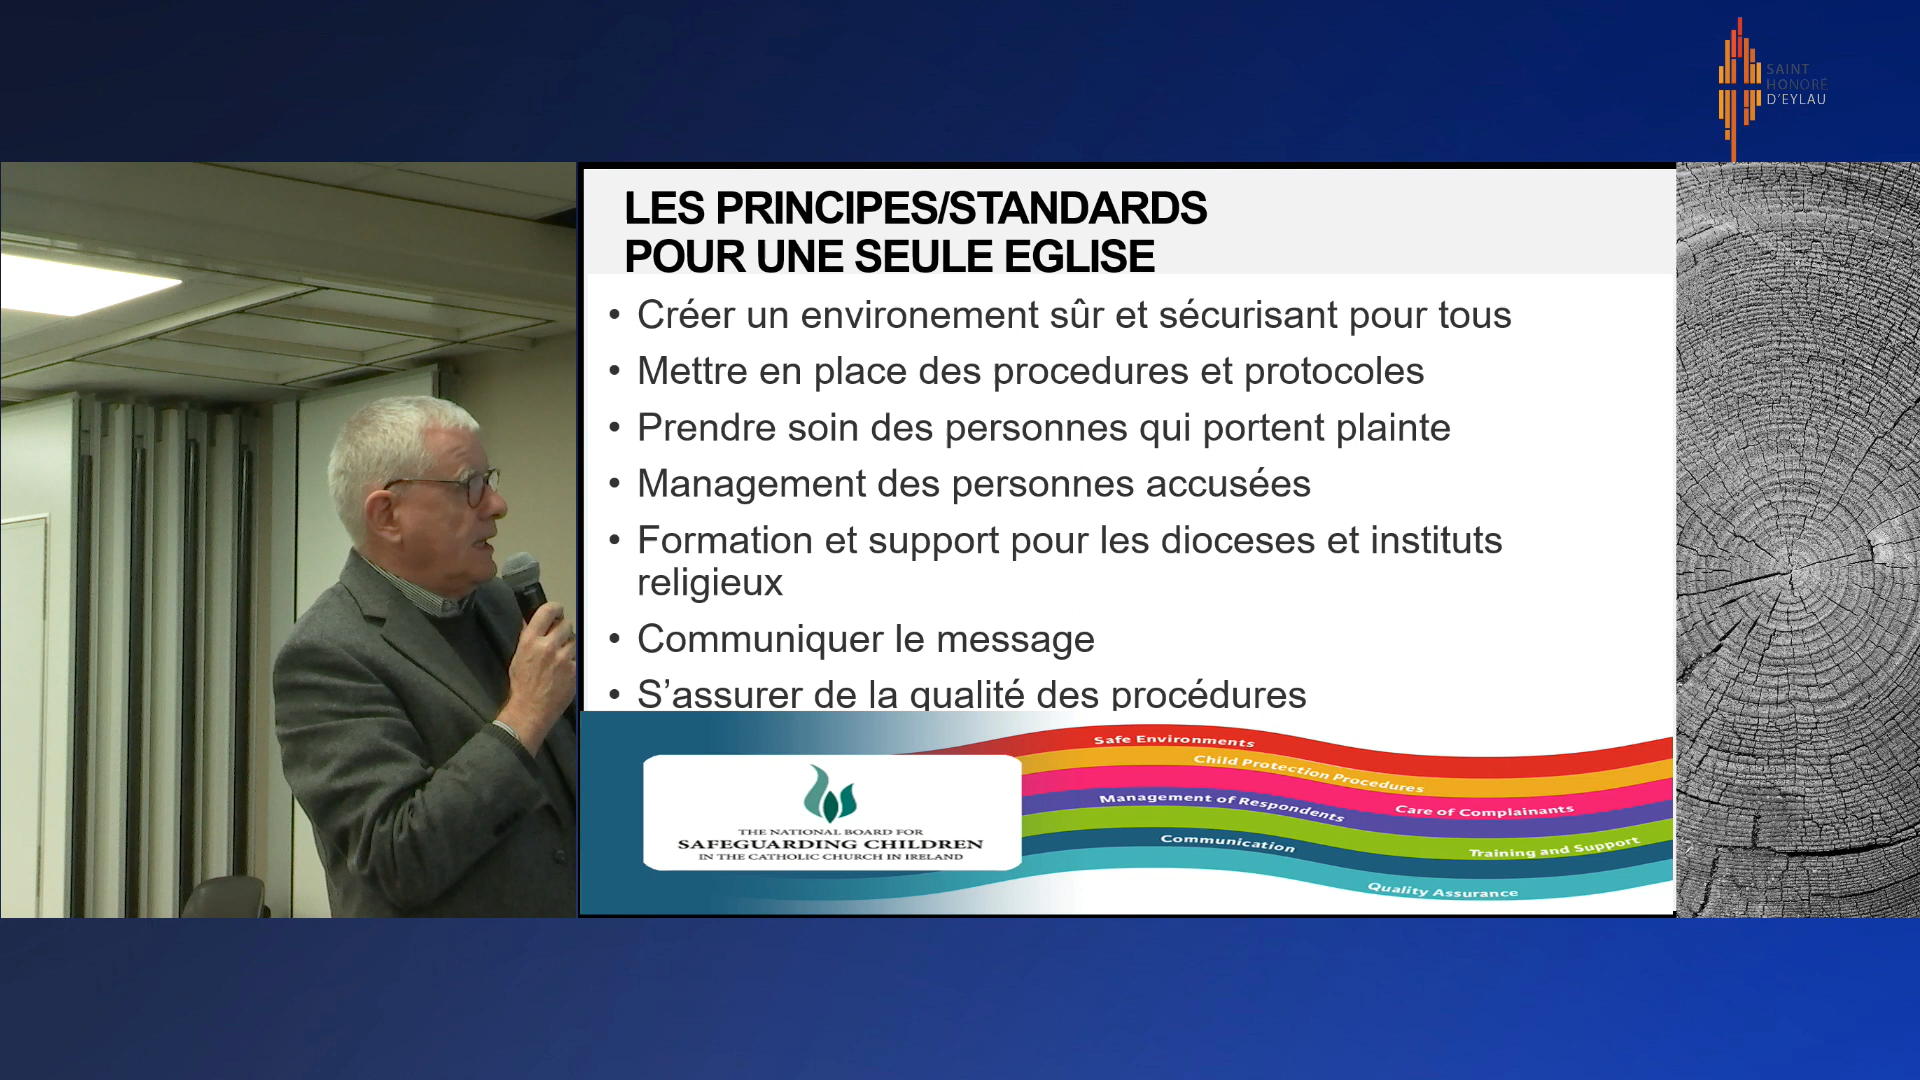 SAINT
HONORÉ
D'EYLAU
LES PRINCIPES/STANDARDS
POUR UNE SEULE EGLISE
• Créer un environement sûr et sécurisant pour tous
• Mettre en place des procedures et protocoles
• Prendre soin des personnes qui portent plainte
• Management des personnes accusées
• Formation et support pour les dioceses et instituts
religieux
• Communiquer le message
• S'assurer de la qualité des procédures
THE NATIONAL BOARD FOR
SAFEGUARDING CHILDREN
IN THE CATHOLIC CHURCH IN IRELAND
Safe Environments
Child Protection Procedures
Care of Complainants
Management of Respondents
Training and Support
Communication
Quality Assurance